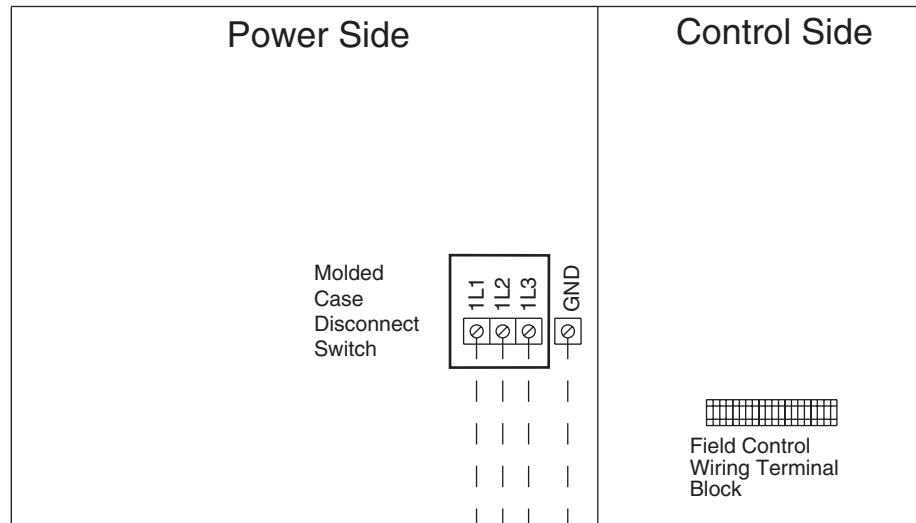 Power Side
Control Side
Molded
Case
Disconnect
Switch
1L1
1L2
1L3
GND
Field Control
Wiring Terminal
Block